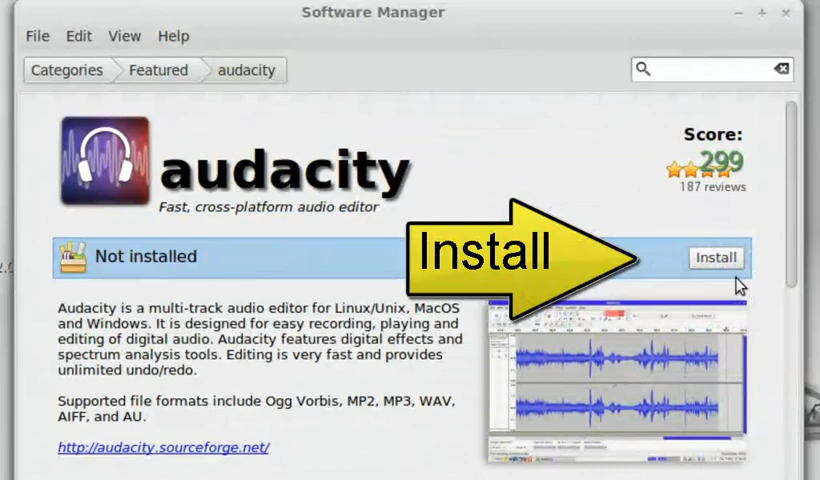 Software Manager
File Edit View Help
Categories Featured audacity
Score:
audacity
299
187 reviews
Fast, cross-platform audio editor
Install
Not installed
Install
Audacity is a multi-track audio editor for Linux/Unix, MacOS
and Windows. It is designed for easy recording, playing and
editing of digital audio. Audacity features digital effects and
spectrum analysis tools. Editing is very fast and provides
unlimited undo/redo.
Supported file formats include Ogg Vorbis, MP2, MP3, WAV,
AIFF, and AU.
http://audacity.sourceforge.net/